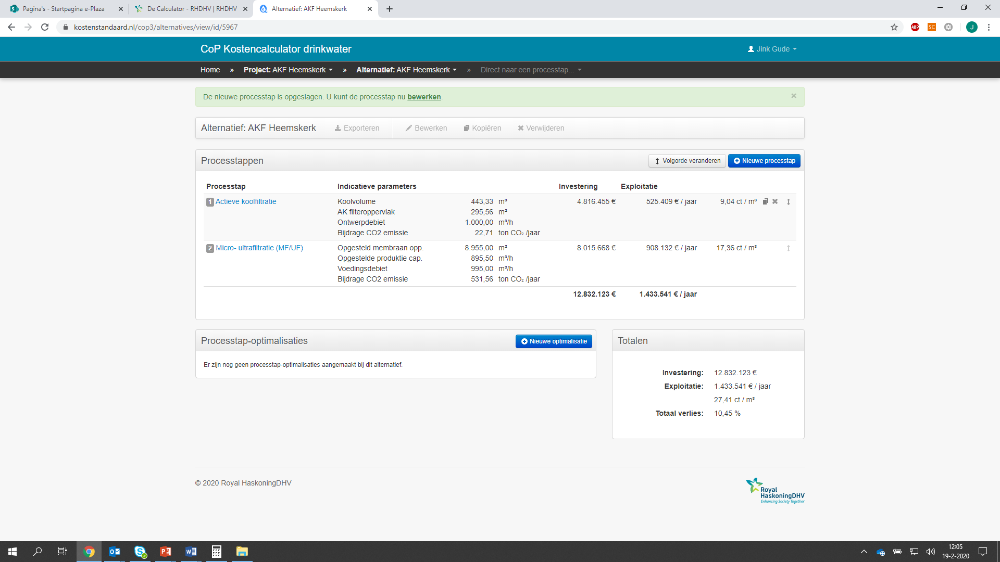 Pagina's - Startpagina e-Plaza
De Calculator - RHDHV | RHDHV
Alternatief: AKF Heemskerk
kostenstandaard.nl/cop3/alternatives/view/id/5967
ABP
SC
J
CoP Kostencalculator drinkwater
Jink Gude
Home » Project: AKF Heemskerk » Alternatief: AKF Heemskerk » Direct naar een processtap...
De nieuwe processtap is opgeslagen. U kunt de processtap nu bewerken.
Alternatief: AKF Heemskerk Exporteren Bewerken Kopiëren Verwijderen
Processtappen Volgorde veranderen Nieuwe processtap
Processtap Indicatieve parameters Investering Exploitatie
1 Actieve koolfiltratie Koolvolume 443,33 m³ 4.816.455 € 525.409 € / jaar 9,04 ct / m³
AK filteroppervlak 295,56 m²
Ontwerpdebiet 1.000,00 m³/h
Bijdrage CO2 emissie 22,71 ton CO₂ /jaar
2 Micro- ultrafiltratie (MF/UF) Opgesteld membraan opp. 8.955,00 m² 8.015.668 € 908.132 € / jaar 17,36 ct / m³
Opgestelde produktie cap. 895,50 m³/h
Voedingsdebiet 995,00 m³/h
Bijdrage CO2 emissie 531,56 ton CO₂ /jaar
12.832.123 € 1.433.541 € / jaar
Processtap-optimalisaties Nieuwe optimalisatie
Er zijn nog geen processtap-optimalisaties aangemaakt bij dit alternatief.
Totalen
Investering: 12.832.123 €
Exploitatie: 1.433.541 € / jaar
27,41 ct / m³
Totaal verlies: 10,45 %
© 2020 Royal HaskoningDHV
Royal
HaskoningDHV
Enhancing Society Together
12:05
19-2-2020